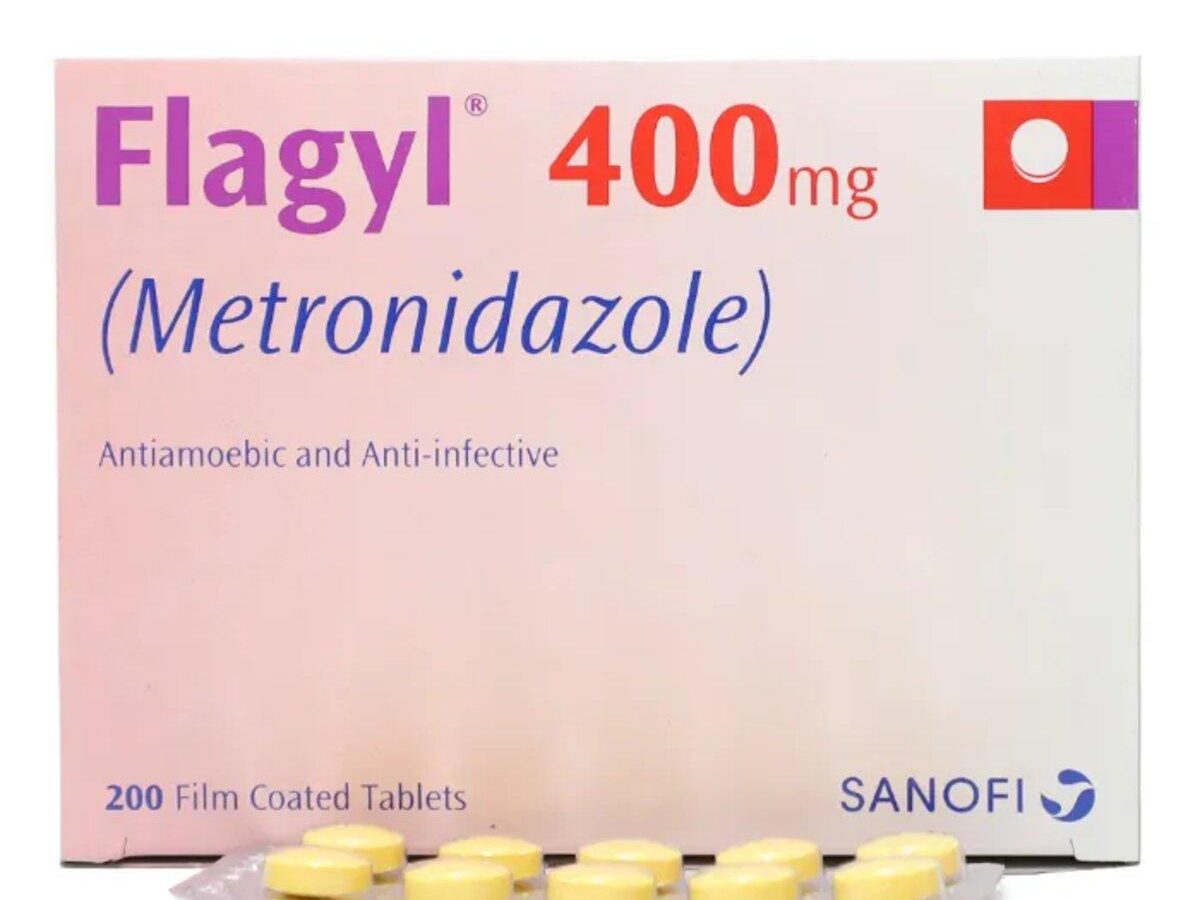 Flagyl® 400mg
(Metronidazole)
Antiamoebic and Anti-infective
200 Film Coated Tablets
SANOFI